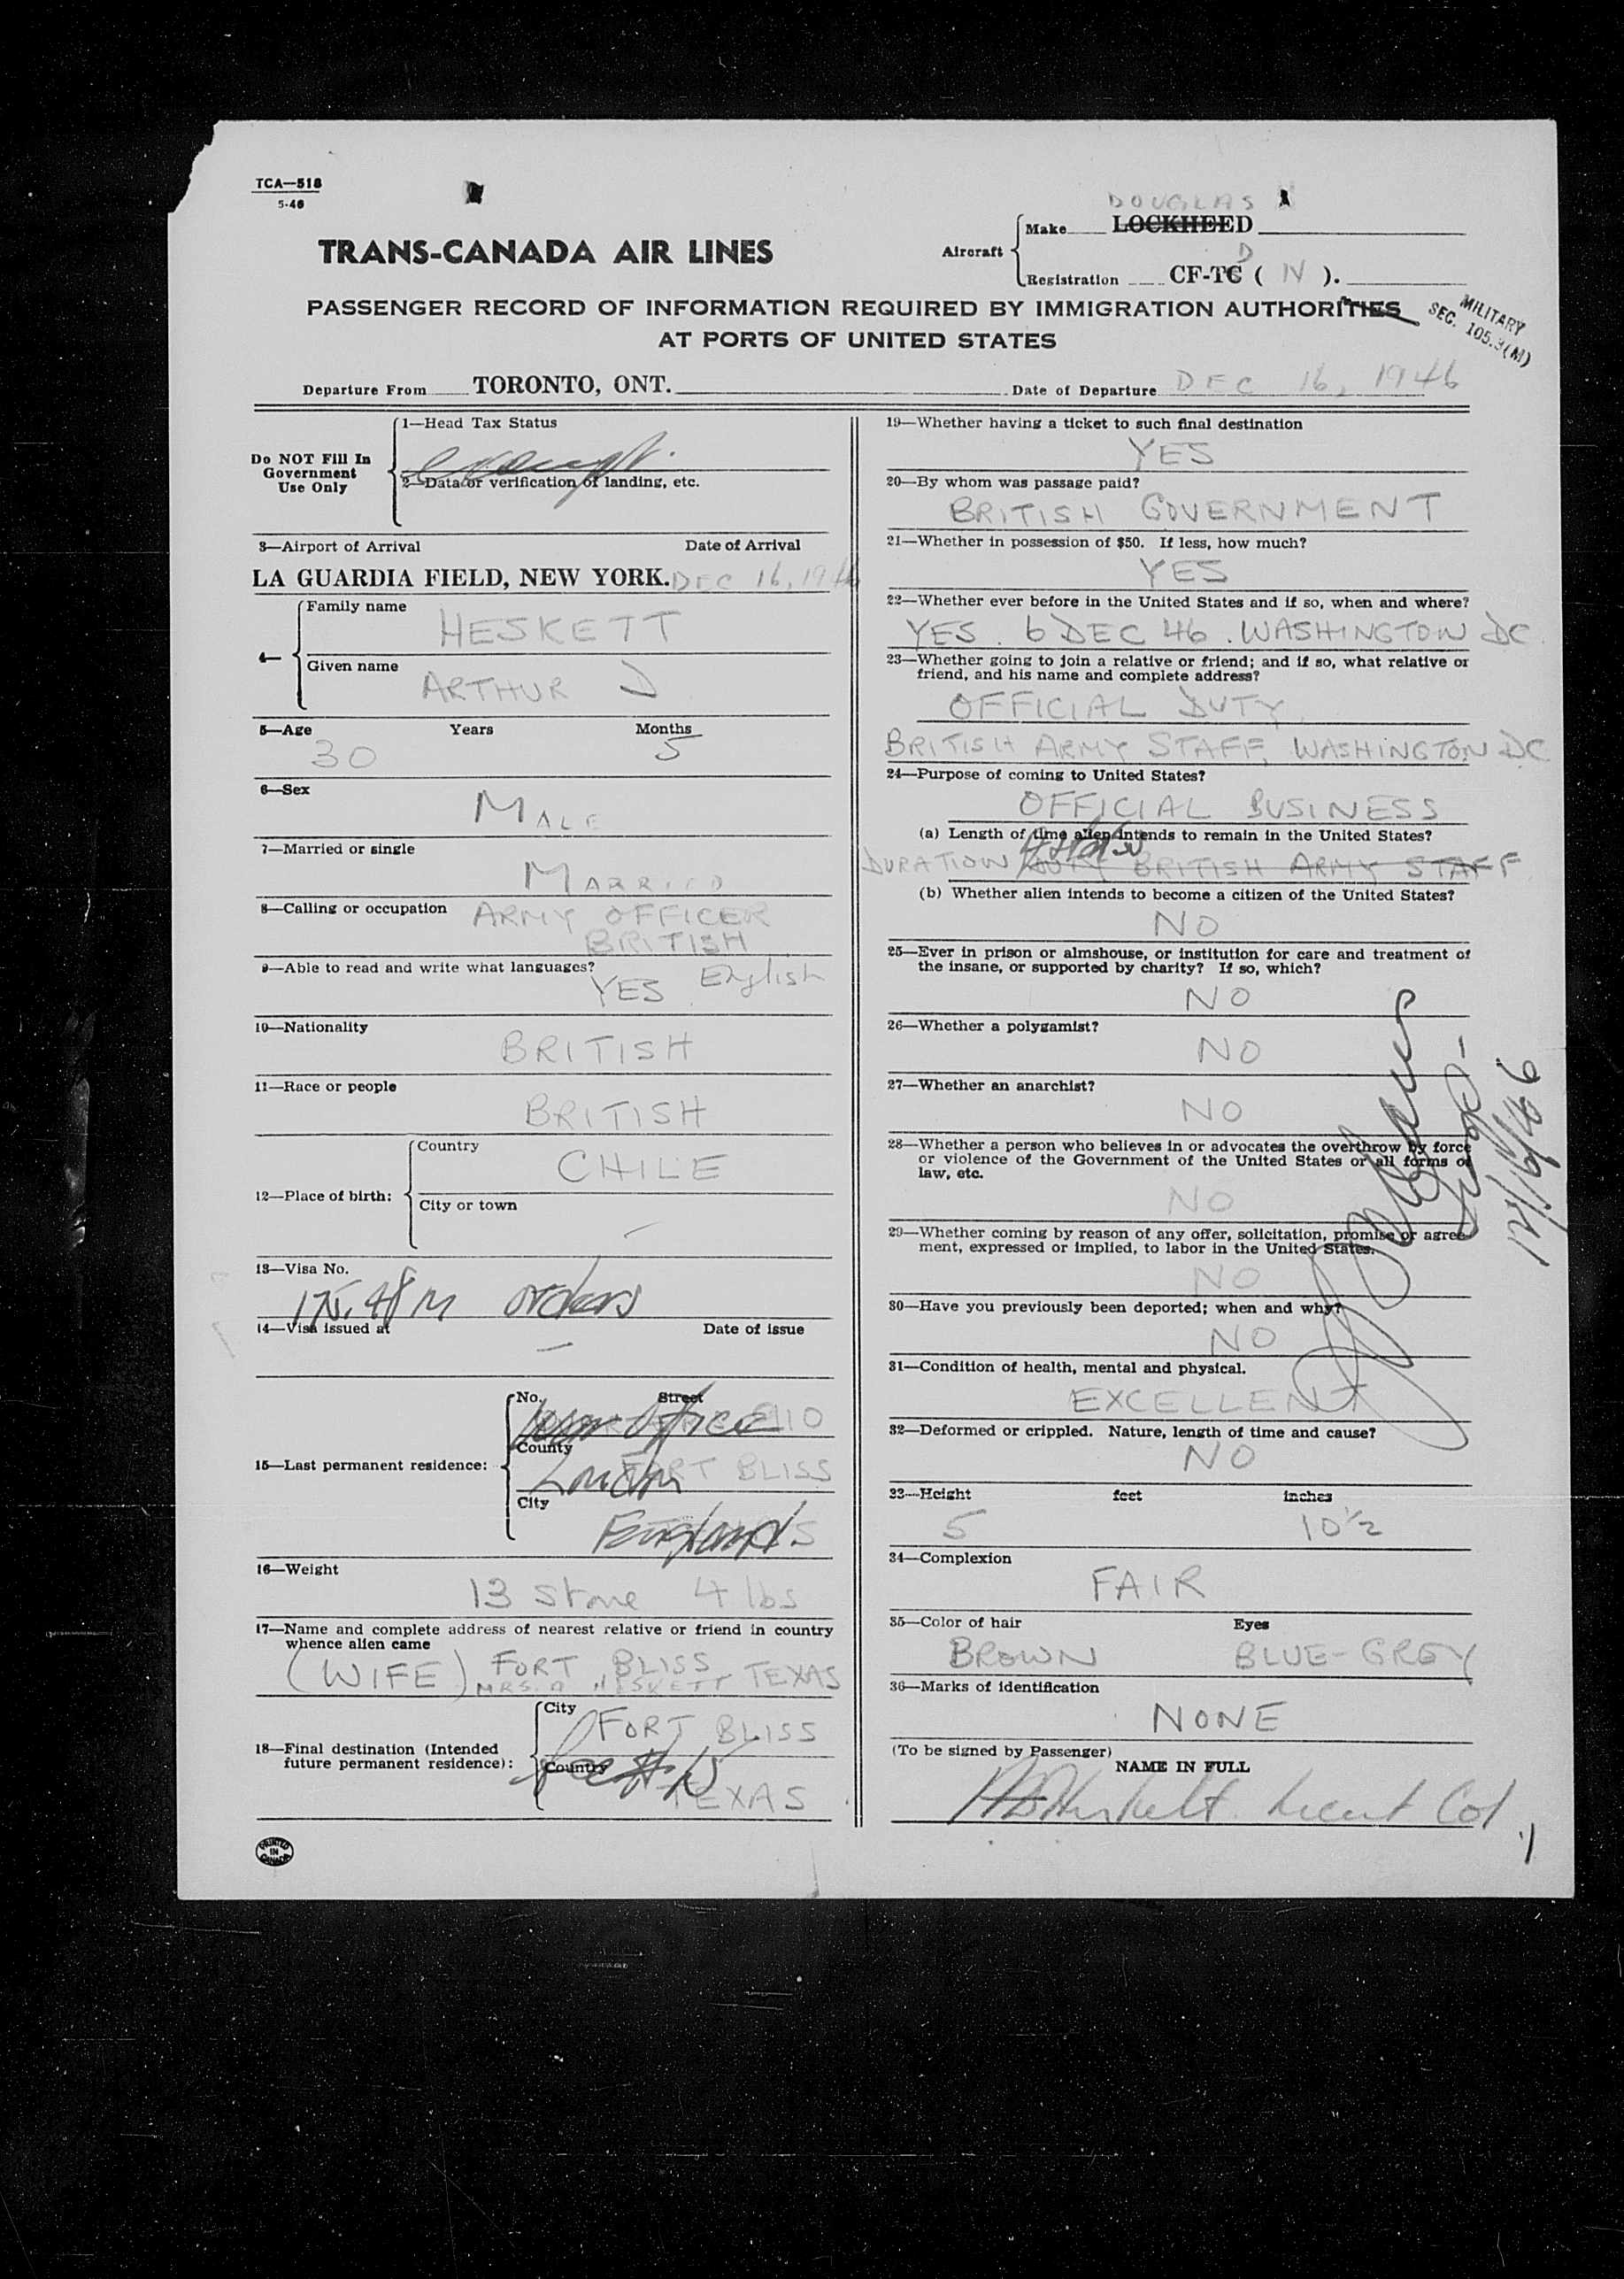 TCA—518
5-46
DOUGLAS
Aircraft Make LOCKHEED
TRANS-CANADA AIR LINES
D
Registration CF-TC ( N ).
PASSENGER RECORD OF INFORMATION REQUIRED BY IMMIGRATION AUTHORITIES
AT PORTS OF UNITED STATES
MILITARY
SEC. 105.3(M)
Departure From TORONTO, ONT. Date of Departure DEC 16, 1946
Do NOT Fill In
Government
Use Only
1—Head Tax Status
exempt.
2—Data or verification of landing, etc.
3—Airport of Arrival Date of Arrival
LA GUARDIA FIELD, NEW YORK. DEC 16, 1946
4—
Family name
HESKETT
Given name
ARTHUR D
5—Age Years Months
30 5
6—Sex
MALE
7—Married or single
MARRIED
8—Calling or occupation ARMY OFFICER
BRITISH
9—Able to read and write what languages?
YES English
10—Nationality
BRITISH
11—Race or people
BRITISH
12—Place of birth:
Country
CHILE
City or town
—
13—Visa No.
175.48M orders
14—Visa issued at Date of issue
—
15—Last permanent residence:
No. Street
War Office
County
London FORT BLISS
City
England
16—Weight
13 Stone 4 lbs
17—Name and complete address of nearest relative or friend in country
whence alien came
(WIFE) FORT BLISS TEXAS
MRS. A HESKETT
18—Final destination (Intended
future permanent residence):
City
FORT BLISS
Country
TEXAS
PRINTED
IN
CANADA
19—Whether having a ticket to such final destination
YES
20—By whom was passage paid?
BRITISH GOVERNMENT
21—Whether in possession of $50. If less, how much?
YES
22—Whether ever before in the United States and if so, when and where?
YES. 6 DEC 46. WASHINGTON DC.
23—Whether going to join a relative or friend; and if so, what relative or
friend, and his name and complete address?
OFFICIAL DUTY,
BRITISH ARMY STAFF, WASHINGTON DC
24—Purpose of coming to United States?
OFFICIAL BUSINESS
(a) Length of time alien intends to remain in the United States?
DURATION DUTY BRITISH ARMY STAFF
(b) Whether alien intends to become a citizen of the United States?
NO
25—Ever in prison or almshouse, or institution for care and treatment of
the insane, or supported by charity? If so, which?
NO
26—Whether a polygamist?
NO
27—Whether an anarchist?
NO
28—Whether a person who believes in or advocates the overthrow by force
or violence of the Government of the United States or all forms of
law, etc.
NO
29—Whether coming by reason of any offer, solicitation, promise or agree-
ment, expressed or implied, to labor in the United States.
NO
30—Have you previously been deported; when and why?
NO
31—Condition of health, mental and physical.
EXCELLENT
32—Deformed or crippled. Nature, length of time and cause?
NO
33—Height feet inches
5 10½
34—Complexion
FAIR
35—Color of hair Eyes
BROWN BLUE-GREY
36—Marks of identification
NONE
(To be signed by Passenger)
NAME IN FULL
AD Heskett Lieut Col
12/16/46